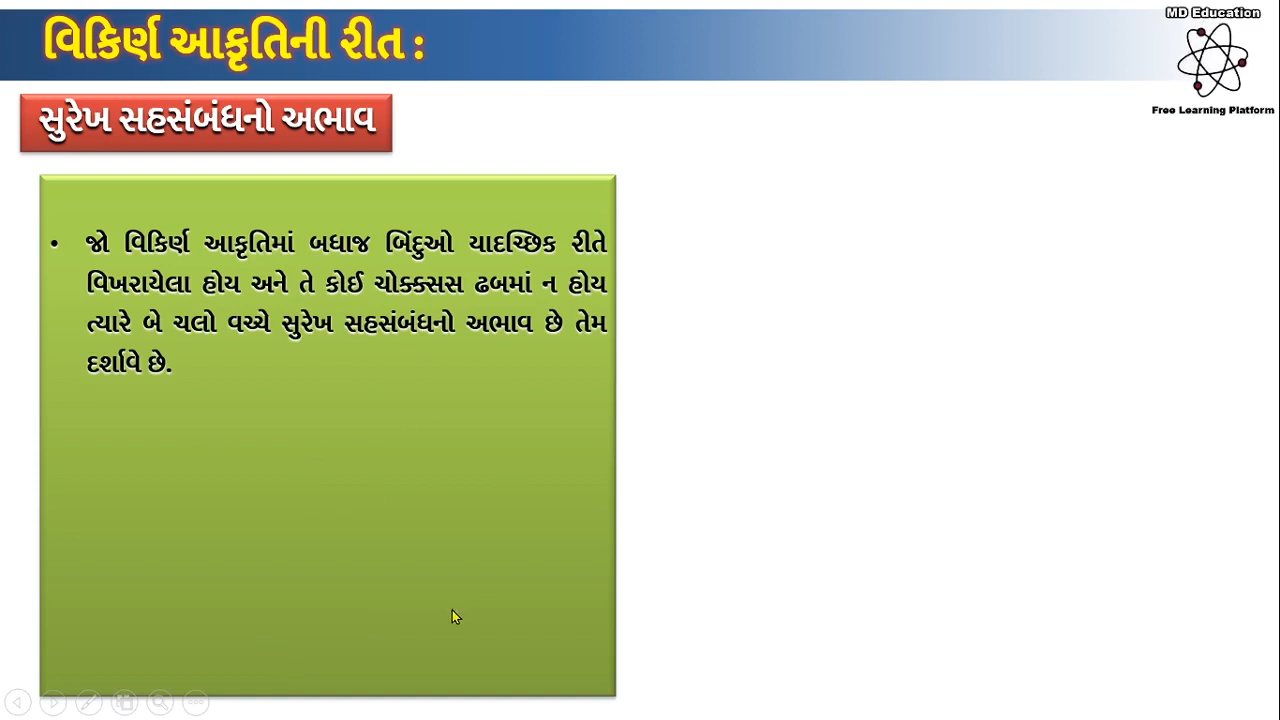 વિકિર્ણ આકૃતિની રીત :
MD Education
Free Learning Platform
સુરેખ સહસંબંધનો અભાવ
• જો વિકિર્ણ આકૃતિમાં બધાજ બિંદુઓ યાદચ્છિક રીતે
વિખરાયેલા હોય અને તે કોઈ ચોક્ક્સસ ઢબમાં ન હોય
ત્યારે બે ચલો વચ્ચે સુરેખ સહસંબંધનો અભાવ છે તેમ
દર્શાવે છે.